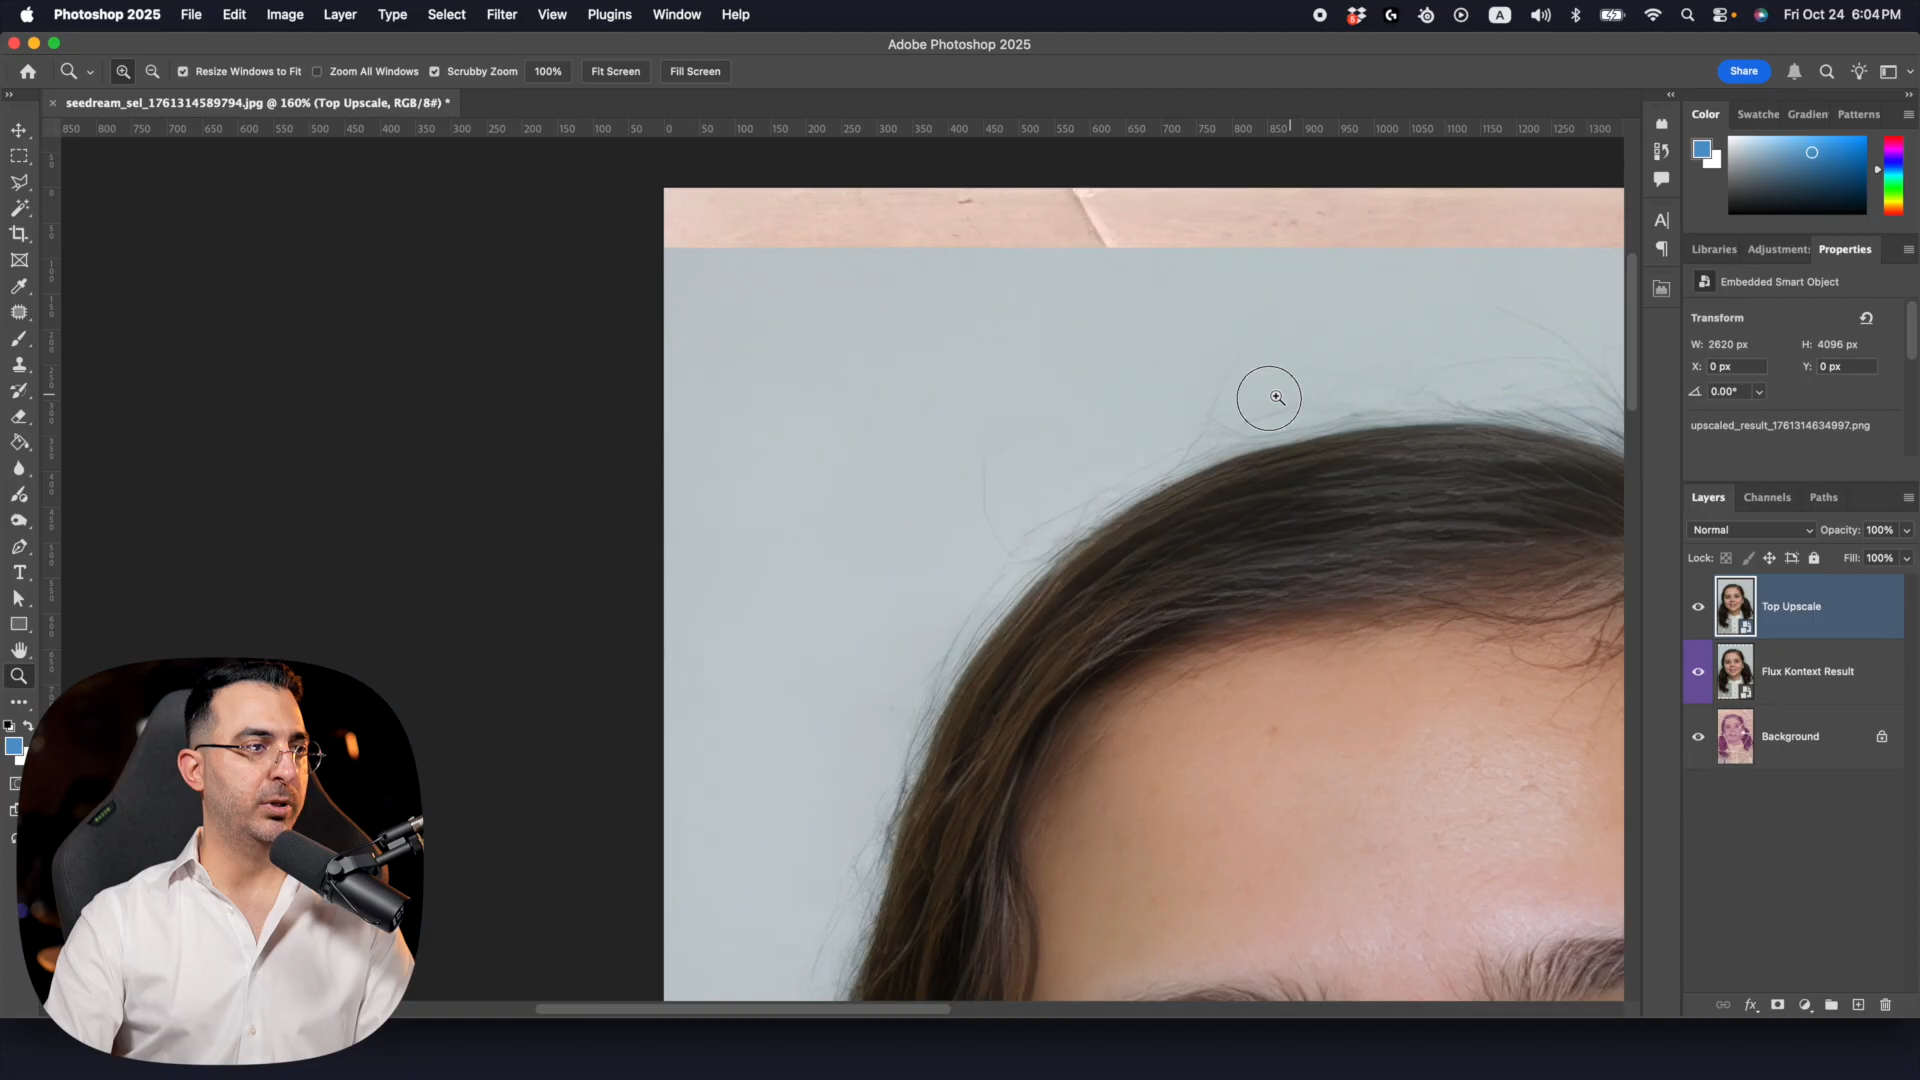 Photoshop 2025 File Edit Image Layer Type Select Filter View Plugins Window Help A Fri Oct 24 6:04 PM
Adobe Photoshop 2025
Resize Windows to Fit Zoom All Windows Scrubby Zoom 100% Fit Screen Fill Screen Share
seedream_sel_1761314589794.jpg @ 160% (Top Upscale, RGB/8#) *
850 800 750 700 650 600 550 500 450 400 350 300 250 200 150 100 50 0 50 100 150 200 250 300 350 400 450 500 550 600 650 700 750 800 850 900 950 1000 1050 1100 1150 1200 1250 1300
Color Swatche Gradien Patterns
Libraries Adjustment Properties
Embedded Smart Object
Transform
W: 2620 px H: 4096 px
X: 0 px Y: 0 px
0.00°
upscaled_result_1761314634997.png
Layers Channels Paths
Normal Opacity: 100%
Lock: Fill: 100%
Top Upscale
Flux Kontext Result
Background
fx